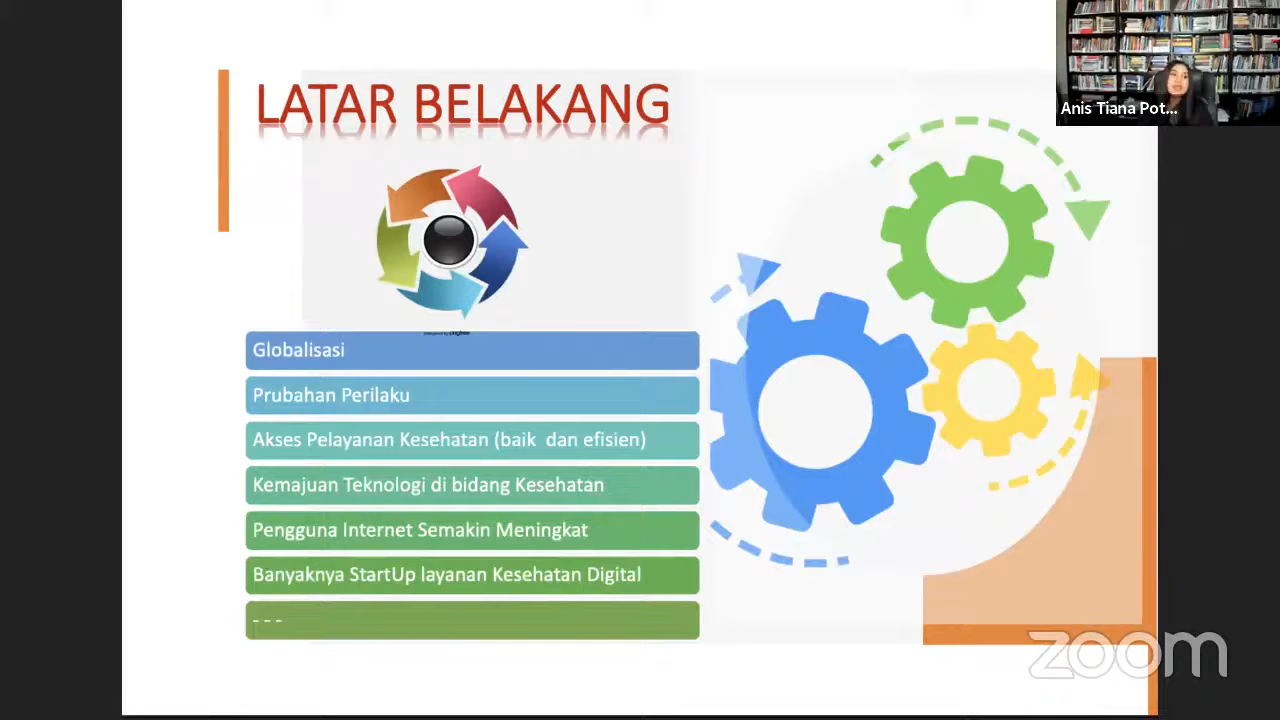 Anis Tiana Pot...
LATAR BELAKANG
Globalisasi
Prubahan Perilaku
Akses Pelayanan Kesehatan (baik dan efisien)
Kemajuan Teknologi di bidang Kesehatan
Pengguna Internet Semakin Meningkat
Banyaknya StartUp layanan Kesehatan Digital
- - -
zoom